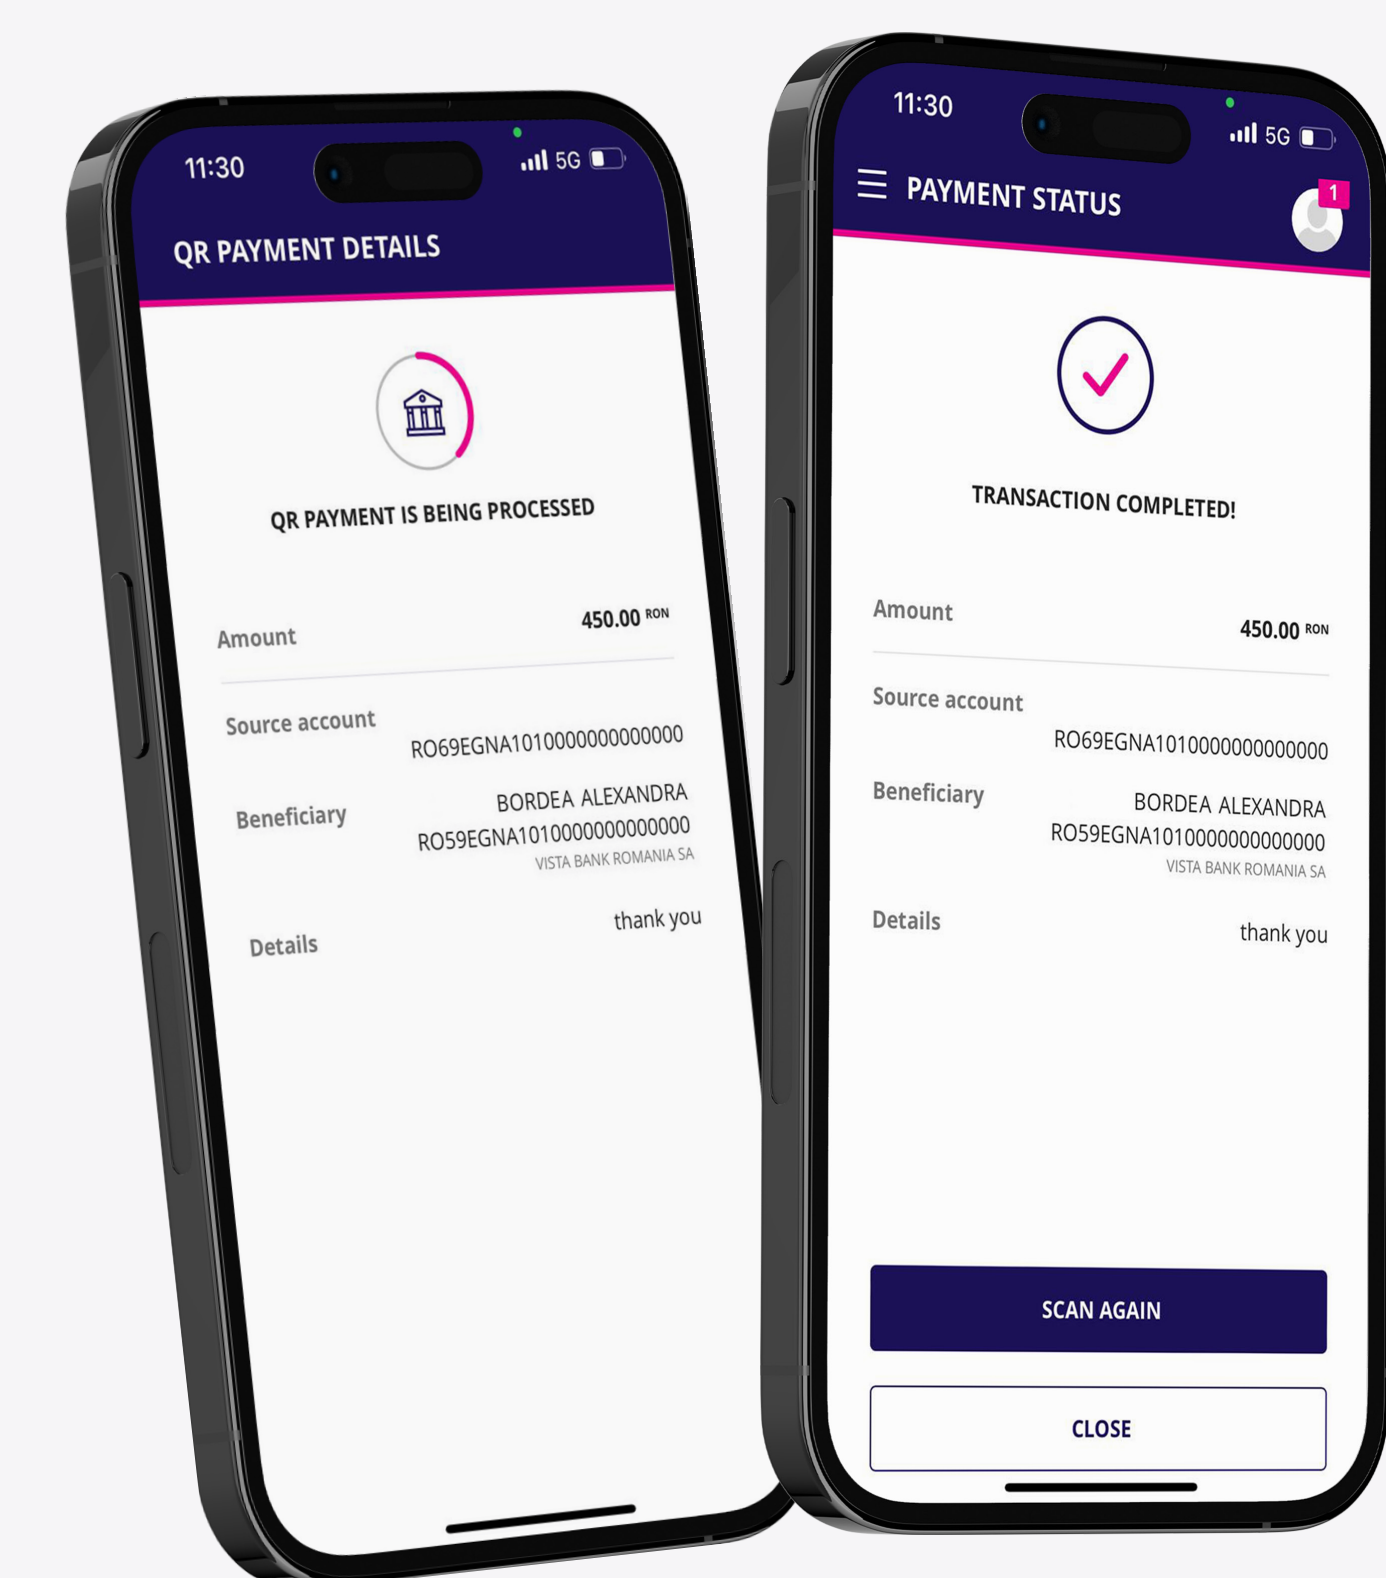 11:30
5G
QR PAYMENT DETAILS
QR PAYMENT IS BEING PROCESSED
Amount
450.00 RON
Source account
RO69EGNA1010000000000000
Beneficiary
BORDEA ALEXANDRA
RO59EGNA1010000000000000
VISTA BANK ROMANIA SA
Details
thank you
11:30
5G
PAYMENT STATUS
1
TRANSACTION COMPLETED!
Amount
450.00 RON
Source account
RO69EGNA1010000000000000
Beneficiary
BORDEA ALEXANDRA
RO59EGNA1010000000000000
VISTA BANK ROMANIA SA
Details
thank you
SCAN AGAIN
CLOSE